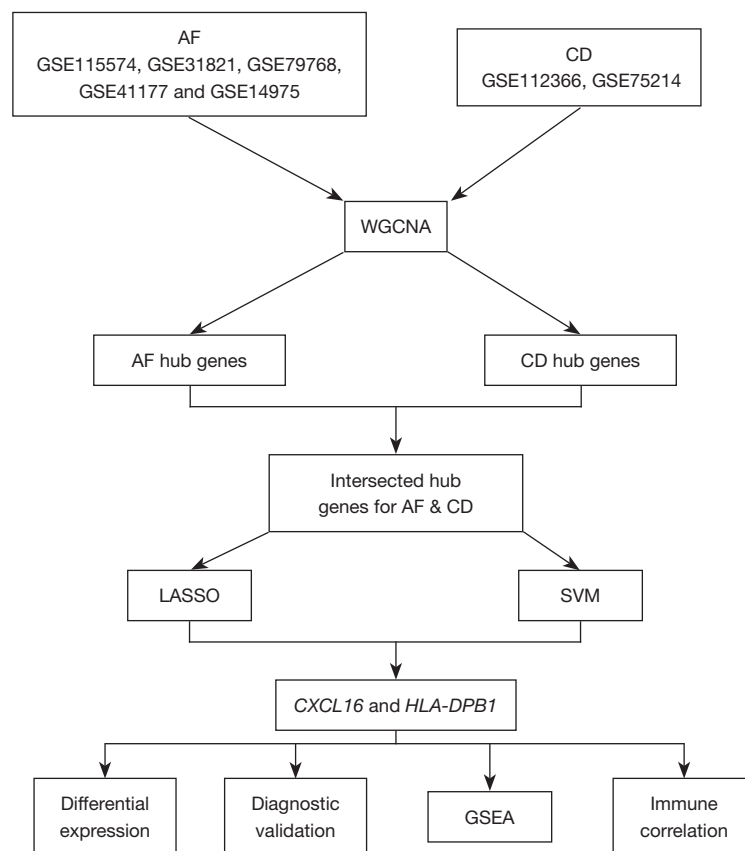 AF
GSE115574, GSE31821, GSE79768,
GSE41177 and GSE14975
CD
GSE112366, GSE75214
WGCNA
AF hub genes
CD hub genes
Intersected hub
genes for AF & CD
LASSO
SVM
CXCL16 and HLA-DPB1
Differential
expression
Diagnostic
validation
GSEA
Immune
correlation